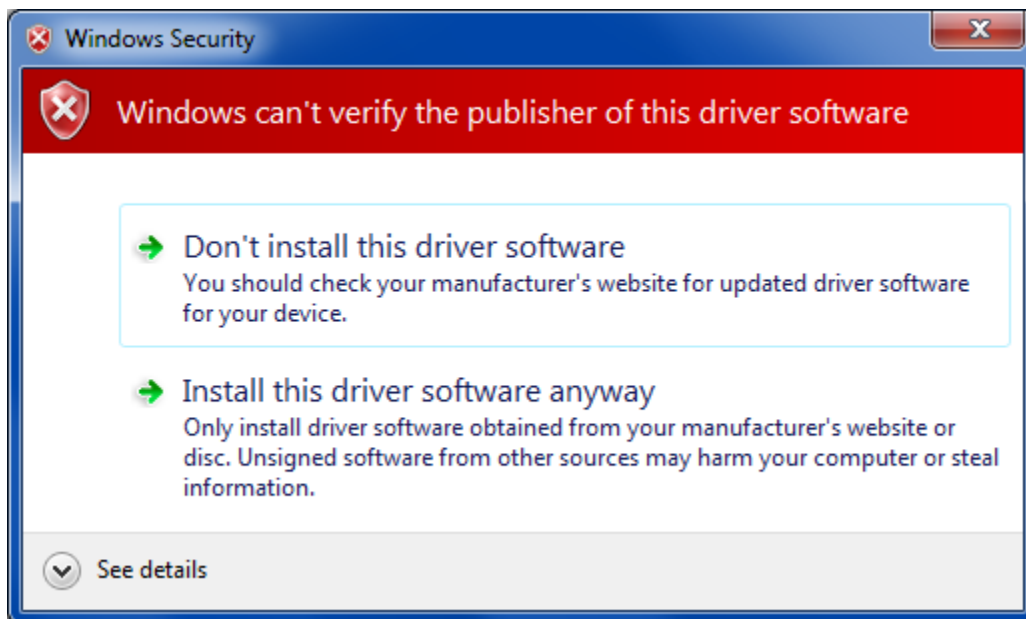 Windows Security
Windows can't verify the publisher of this driver software
Don't install this driver software
You should check your manufacturer's website for updated driver software
for your device.
Install this driver software anyway
Only install driver software obtained from your manufacturer's website or
disc. Unsigned software from other sources may harm your computer or steal
information.
See details